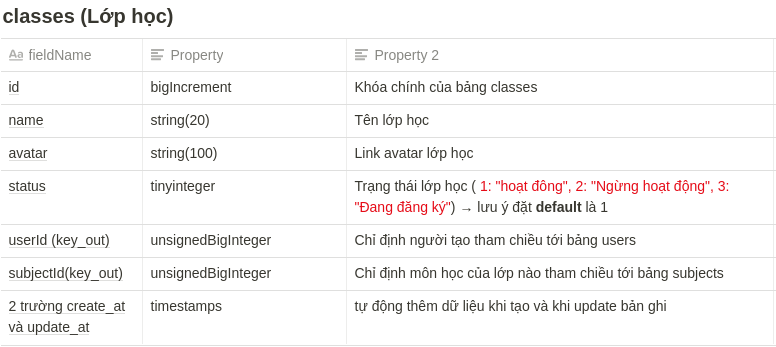 classes (Lớp học)
Aa fieldName Property Property 2
id bigIncrement Khóa chính của bảng classes
name string(20) Tên lớp học
avatar string(100) Link avatar lớp học
status tinyinteger Trạng thái lớp học ( 1: "hoạt đông", 2: "Ngừng hoạt động", 3:
"Đang đăng ký") → lưu ý đặt default là 1
userId (key_out) unsignedBigInteger Chỉ định người tạo tham chiều tới bảng users
subjectId(key_out) unsignedBigInteger Chỉ định môn học của lớp nào tham chiều tới bảng subjects
2 trường create_at timestamps tự động thêm dữ liệu khi tạo và khi update bản ghi
và update_at